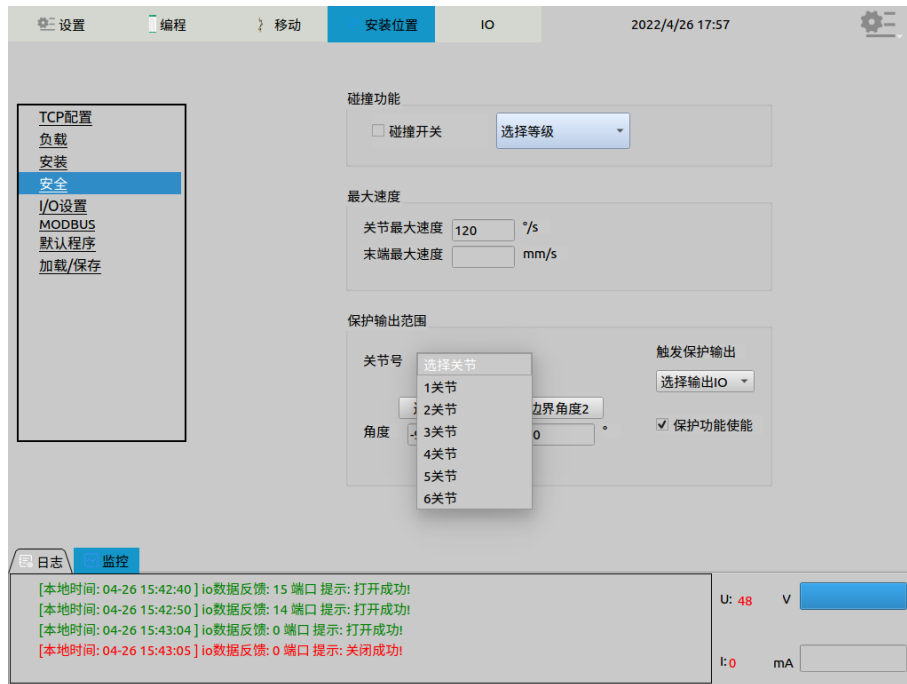 设置 编程 移动 安装位置 IO 2022/4/26 17:57
TCP配置
负载
安装
安全
I/O设置
MODBUS
默认程序
加载/保存
碰撞功能
碰撞开关 选择等级
最大速度
关节最大速度 120 °/s
末端最大速度 mm/s
保护输出范围
关节号 选择关节
1关节
2关节
3关节
4关节
5关节
6关节
边界角度2
角度 0 °
触发保护输出
选择输出IO
保护功能使能
日志 监控
[本地时间: 04-26 15:42:40 ] io数据反馈: 15 端口 提示: 打开成功!
[本地时间: 04-26 15:42:50 ] io数据反馈: 14 端口 提示: 打开成功!
[本地时间: 04-26 15:43:04 ] io数据反馈: 0 端口 提示: 打开成功!
[本地时间: 04-26 15:43:05 ] io数据反馈: 0 端口 提示: 关闭成功!
U: 48 V
I: 0 mA